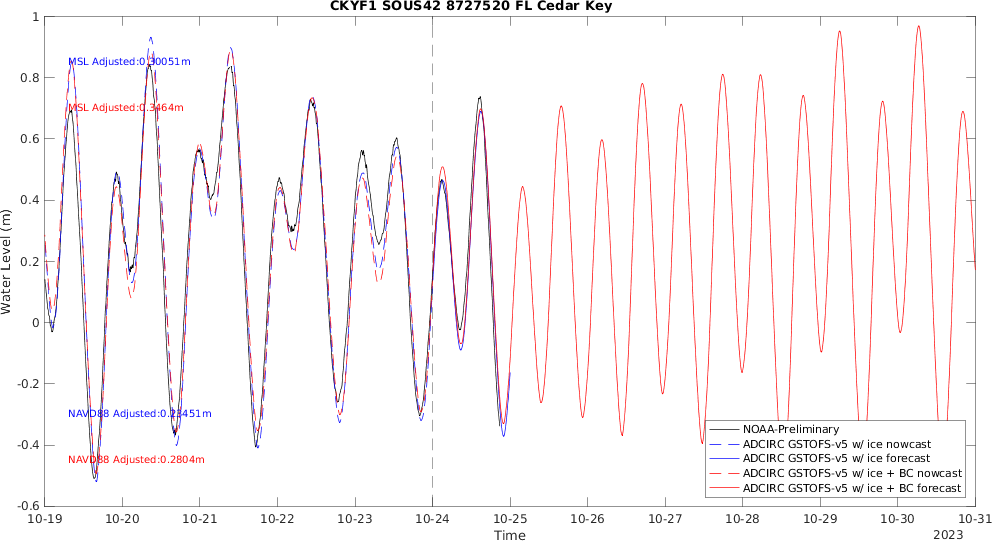 CKYF1 SOUS42 8727520 FL Cedar Key
1
0.8
0.6
0.4
0.2
0
-0.2
-0.4
-0.6
Water Level (m)
MSL Adjusted:0.30051m
MSL Adjusted:0.3464m
NAVD88 Adjusted:0.23451m
NAVD88 Adjusted:0.2804m
NOAA-Preliminary
ADCIRC GSTOFS-v5 w/ ice nowcast
ADCIRC GSTOFS-v5 w/ ice forecast
ADCIRC GSTOFS-v5 w/ ice + BC nowcast
ADCIRC GSTOFS-v5 w/ ice + BC forecast
10-19 10-20 10-21 10-22 10-23 10-24 10-25 10-26 10-27 10-28 10-29 10-30 10-31
Time
2023